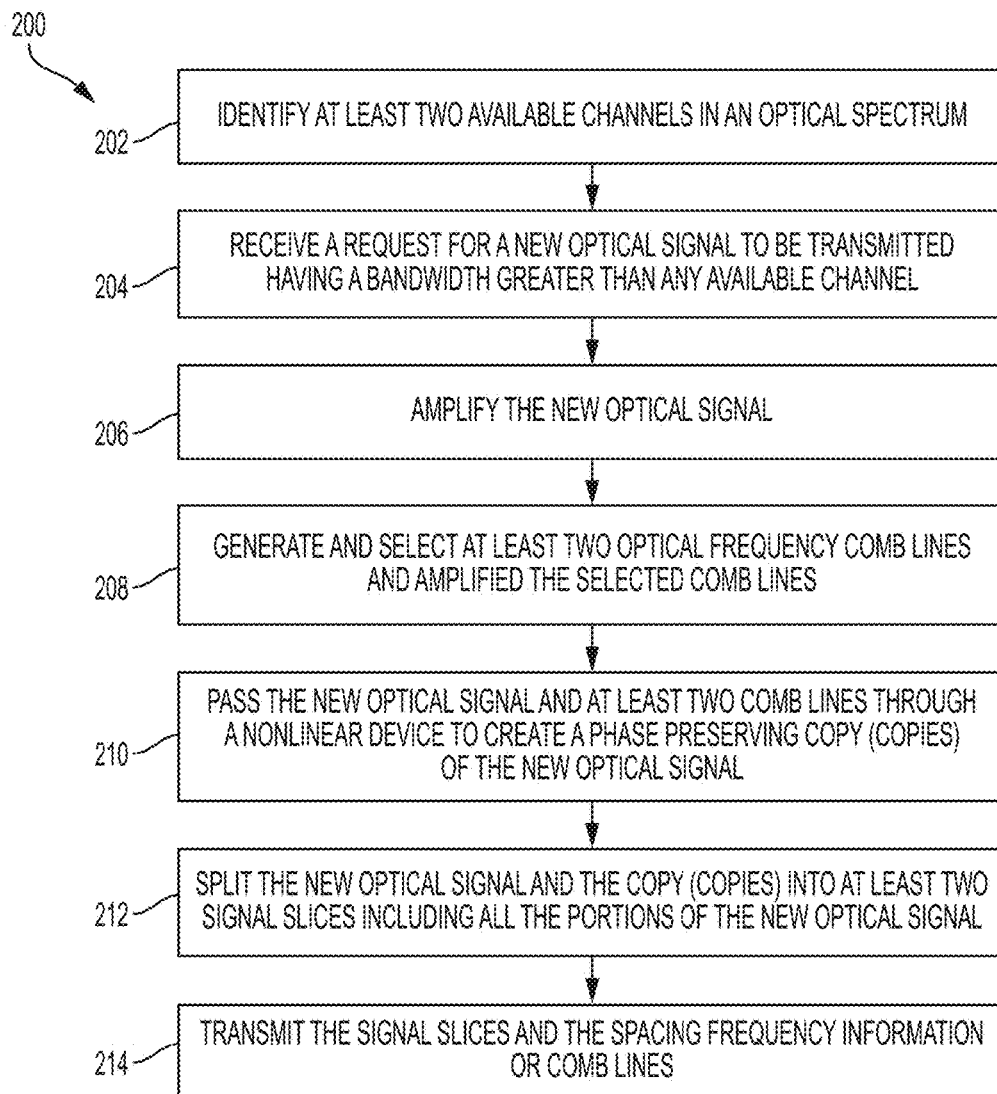 200
IDENTIFY AT LEAST TWO AVAILABLE CHANNELS IN AN OPTICAL SPECTRUM
202
RECEIVE A REQUEST FOR A NEW OPTICAL SIGNAL TO BE TRANSMITTED
HAVING A BANDWIDTH GREATER THAN ANY AVAILABLE CHANNEL
204
AMPLIFY THE NEW OPTICAL SIGNAL
206
GENERATE AND SELECT AT LEAST TWO OPTICAL FREQUENCY COMB LINES
AND AMPLIFIED THE SELECTED COMB LINES
208
PASS THE NEW OPTICAL SIGNAL AND AT LEAST TWO COMB LINES THROUGH
A NONLINEAR DEVICE TO CREATE A PHASE PRESERVING COPY (COPIES)
OF THE NEW OPTICAL SIGNAL
210
SPLIT THE NEW OPTICAL SIGNAL AND THE COPY (COPIES) INTO AT LEAST TWO
SIGNAL SLICES INCLUDING ALL THE PORTIONS OF THE NEW OPTICAL SIGNAL
212
TRANSMIT THE SIGNAL SLICES AND THE SPACING FREQUENCY INFORMATION
OR COMB LINES
214